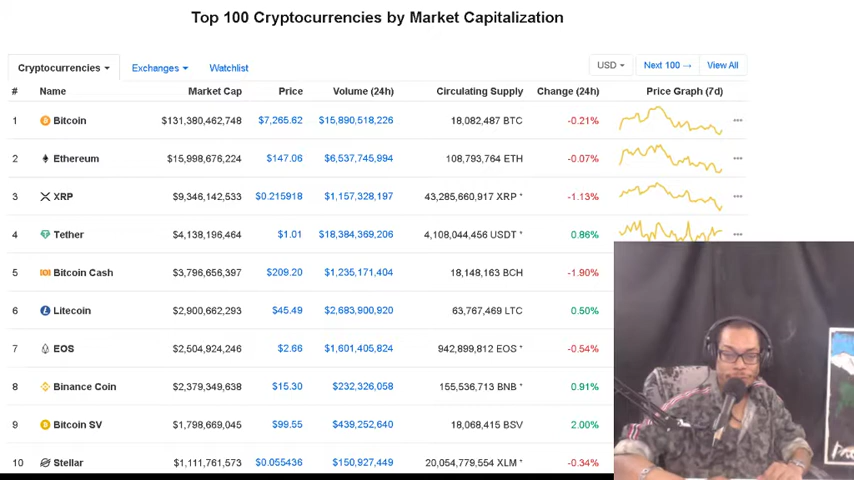 Top 100 Cryptocurrencies by Market Capitalization
Cryptocurrencies Exchanges Watchlist USD Next 100 → View All
# Name Market Cap Price Volume (24h) Circulating Supply Change (24h) Price Graph (7d)
1 Bitcoin $131,380,462,748 $7,265.62 $15,890,518,226 18,082,487 BTC -0.21%
2 Ethereum $15,998,676,224 $147.06 $6,537,745,994 108,793,764 ETH -0.07%
3 XRP $9,346,142,533 $0.215918 $1,157,328,197 43,285,660,917 XRP * -1.13%
4 Tether $4,138,196,464 $1.01 $18,384,369,206 4,108,044,456 USDT * 0.86%
5 Bitcoin Cash $3,796,656,397 $209.20 $1,235,171,404 18,148,163 BCH -1.90%
6 Litecoin $2,900,662,293 $45.49 $2,683,900,920 63,767,469 LTC 0.50%
7 EOS $2,504,924,246 $2.66 $1,601,405,824 942,899,812 EOS * -0.54%
8 Binance Coin $2,379,349,638 $15.30 $232,326,058 155,536,713 BNB * 0.91%
9 Bitcoin SV $1,798,669,045 $99.55 $439,252,640 18,068,415 BSV 2.00%
10 Stellar $1,111,761,573 $0.055436 $150,927,449 20,054,779,554 XLM * -0.34%